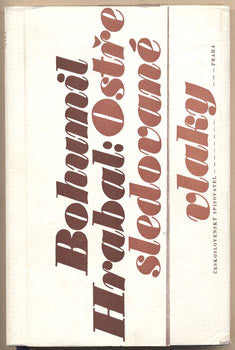 Bohumil
Hrabal: Ostře
sledované
vlaky
ČESKOSLOVENSKÝ SPISOVATEL --- PRAHA